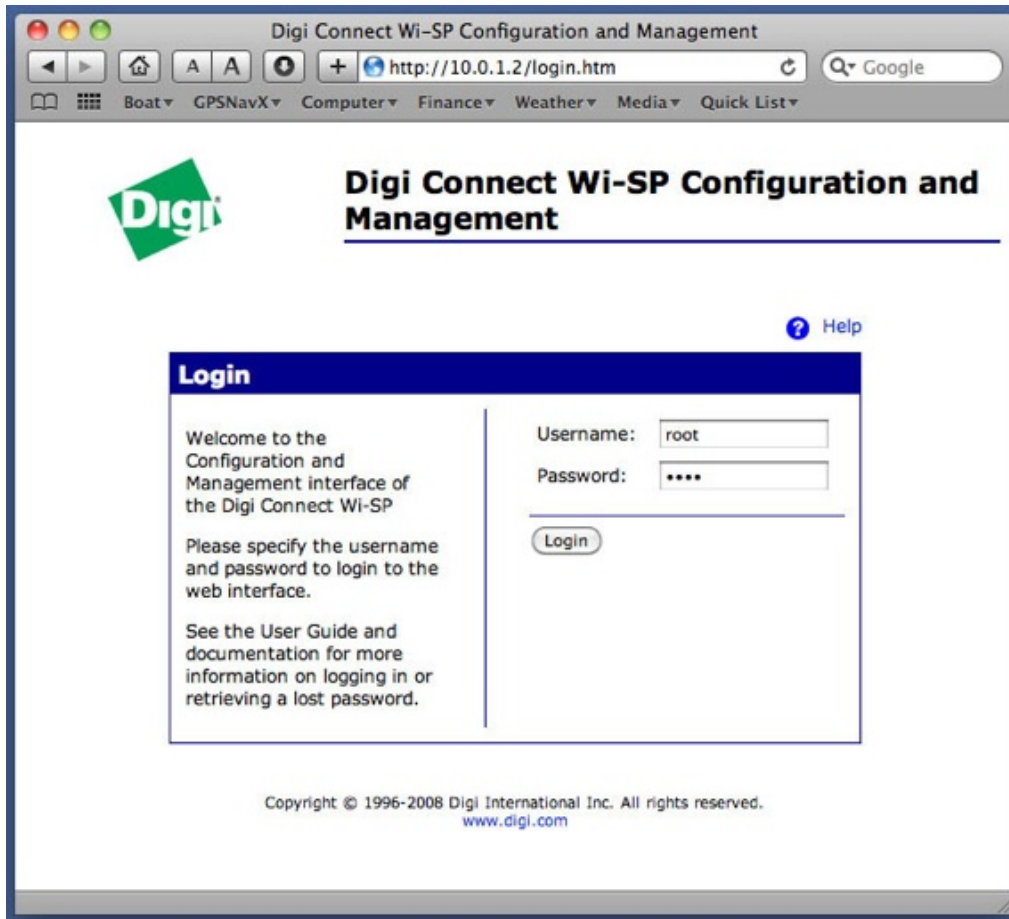 Digi Connect Wi-SP Configuration and Management
A A + http://10.0.1.2/login.htm Google
Boat GPSNavX Computer Finance Weather Media Quick List
Digi
Digi Connect Wi-SP Configuration and
Management
? Help
Login
Welcome to the
Configuration and
Management interface of
the Digi Connect Wi-SP
Please specify the username
and password to login to the
web interface.
See the User Guide and
documentation for more
information on logging in or
retrieving a lost password.
Username: root
Password: ••••
Login
Copyright © 1996-2008 Digi International Inc. All rights reserved.
www.digi.com